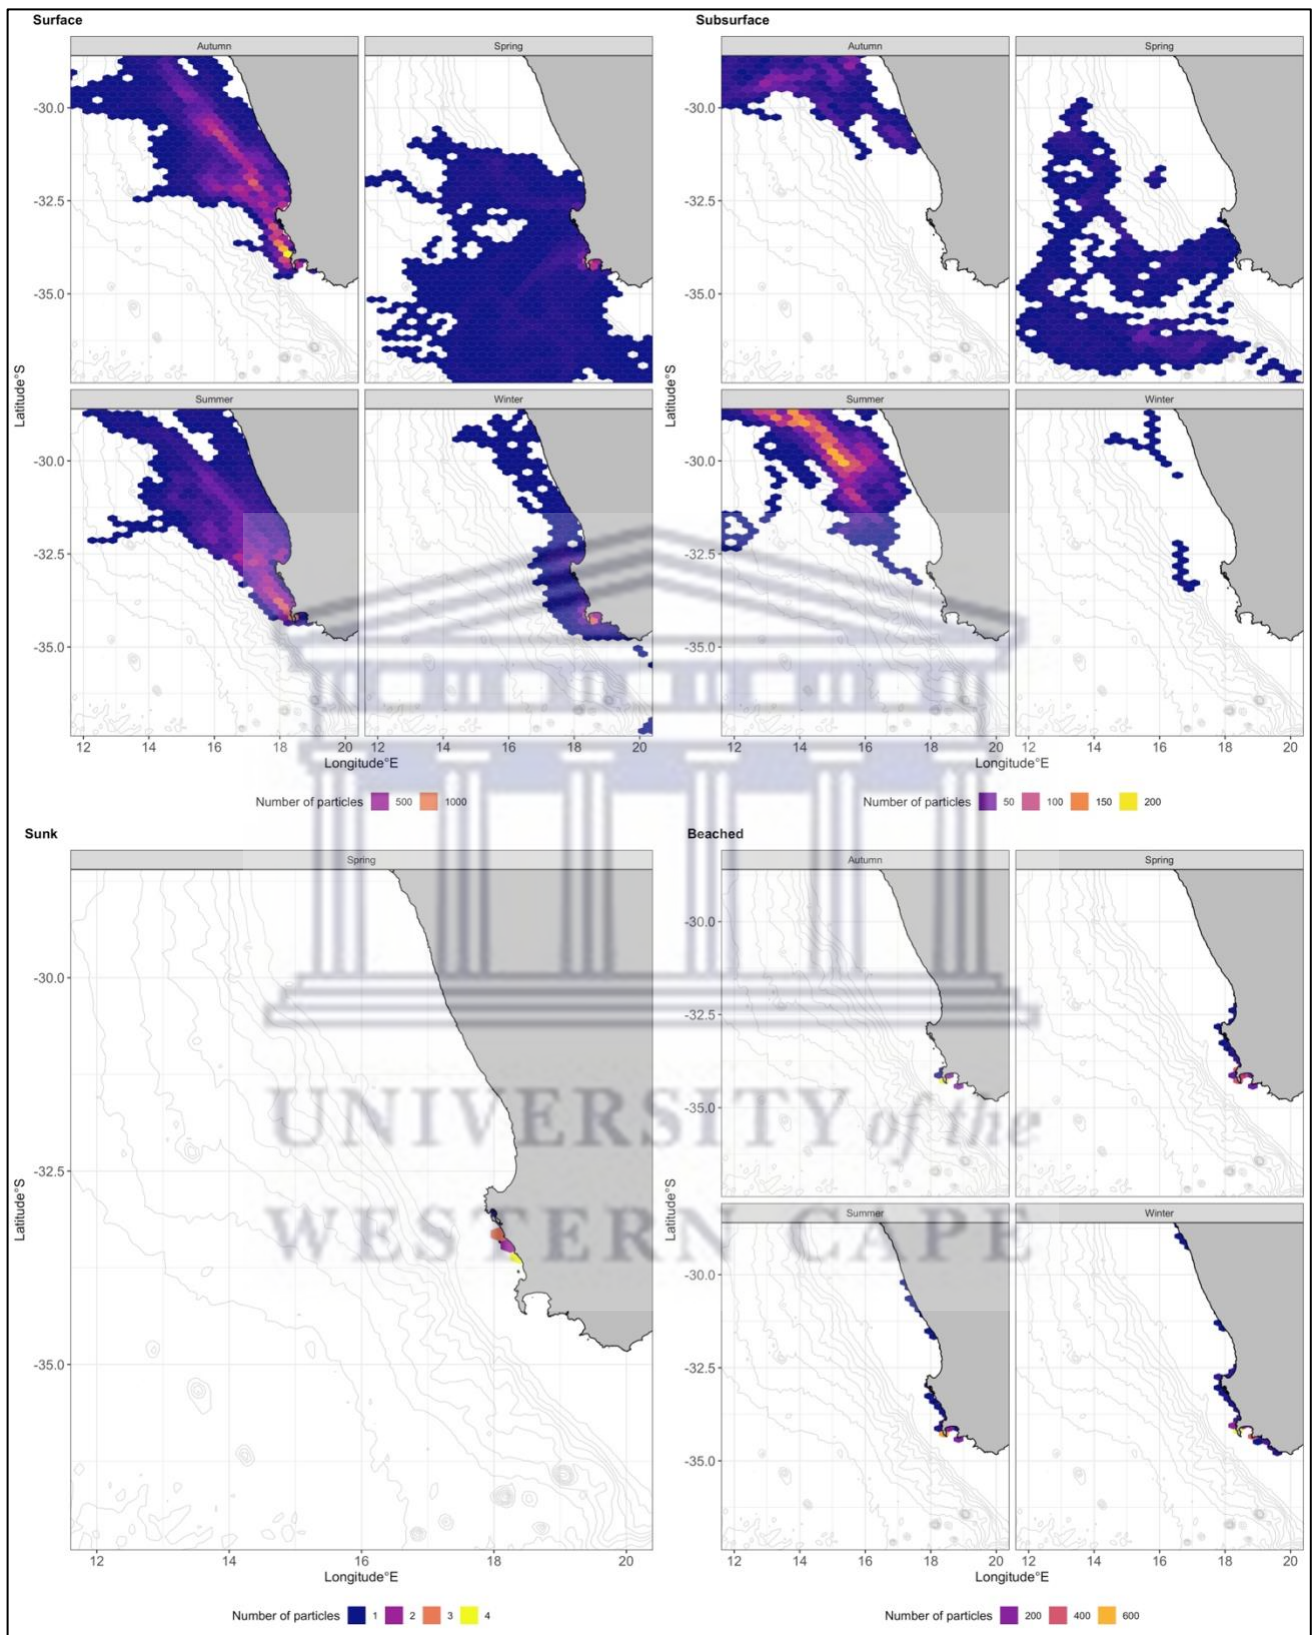 Surface
Subsurface
Autumn
Spring
Autumn
Spring
-30.0
-32.5
-35.0
-30.0
-32.5
-35.0
Latitude°S
Latitude°S
Summer
Winter
Summer
Winter
-30.0
-32.5
-35.0
-30.0
-32.5
-35.0
12 14 16 18 20 12 14 16 18 20
12 14 16 18 20 12 14 16 18 20
Longitude°E
Longitude°E
Number of particles 500 1000
Number of particles 50 100 150 200
Sunk
Beached
Spring
Autumn
Spring
-30.0
-32.5
-35.0
-30.0
-32.5
-35.0
Latitude°S
Latitude°S
UNIVERSITY of the
WESTERN CAPE
Summer
Winter
-30.0
-32.5
-35.0
12 14 16 18 20
12 14 16 18 20 12 14 16 18 20
Longitude°E
Longitude°E
Number of particles 1 2 3 4
Number of particles 200 400 600